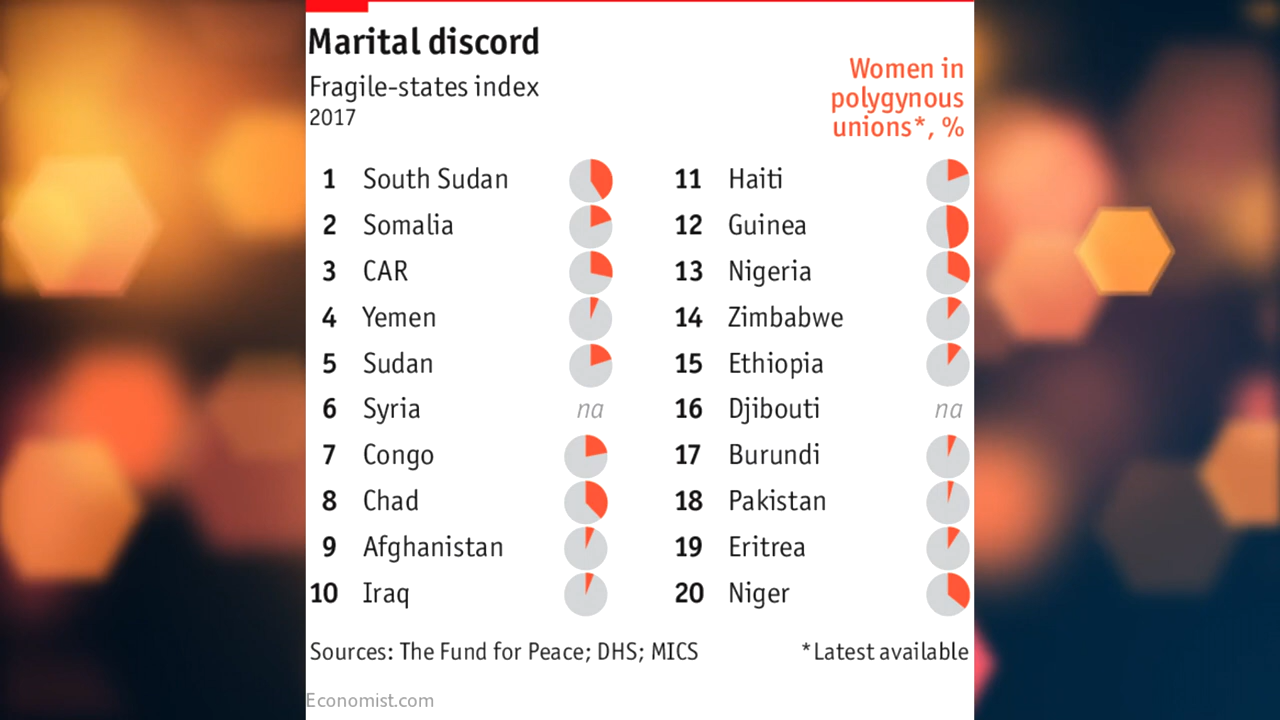 Marital discord
Fragile-states index
2017
Women in
polygynous
unions*, %
1 South Sudan
2 Somalia
3 CAR
4 Yemen
5 Sudan
6 Syria na
7 Congo
8 Chad
9 Afghanistan
10 Iraq
11 Haiti
12 Guinea
13 Nigeria
14 Zimbabwe
15 Ethiopia
16 Djibouti na
17 Burundi
18 Pakistan
19 Eritrea
20 Niger
Sources: The Fund for Peace; DHS; MICS
*Latest available
Economist.com